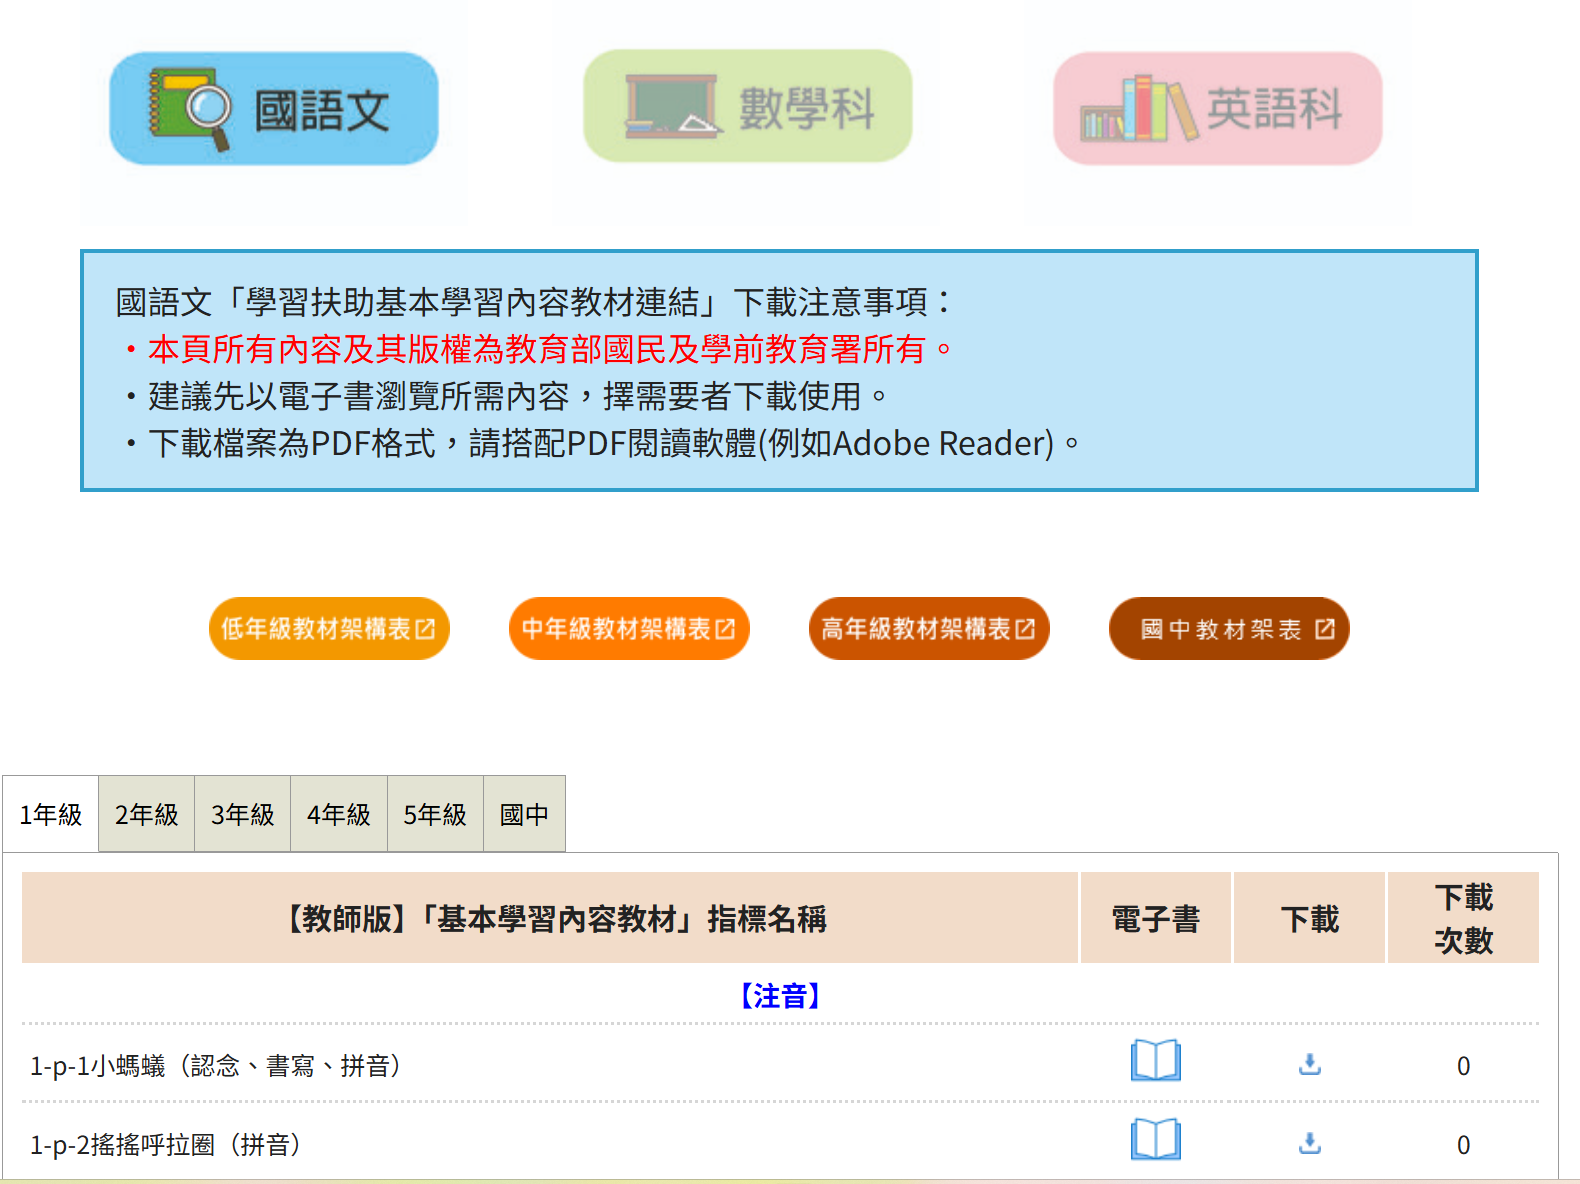 國語文
數學科
英語科
國語文「學習扶助基本學習內容教材連結」下載注意事項：
・本頁所有內容及其版權為教育部國民及學前教育署所有。
・建議先以電子書瀏覽所需內容，擇需要者下載使用。
・下載檔案為PDF格式，請搭配PDF閱讀軟體(例如Adobe Reader)。
低年級教材架構表
中年級教材架構表
高年級教材架構表
國中教材架表
1年級
2年級
3年級
4年級
5年級
國中
【教師版】「基本學習內容教材」指標名稱
電子書
下載
下載
次數
【注音】
1-p-1小螞蟻（認念、書寫、拼音）
0
1-p-2搖搖呼拉圈（拼音）
0